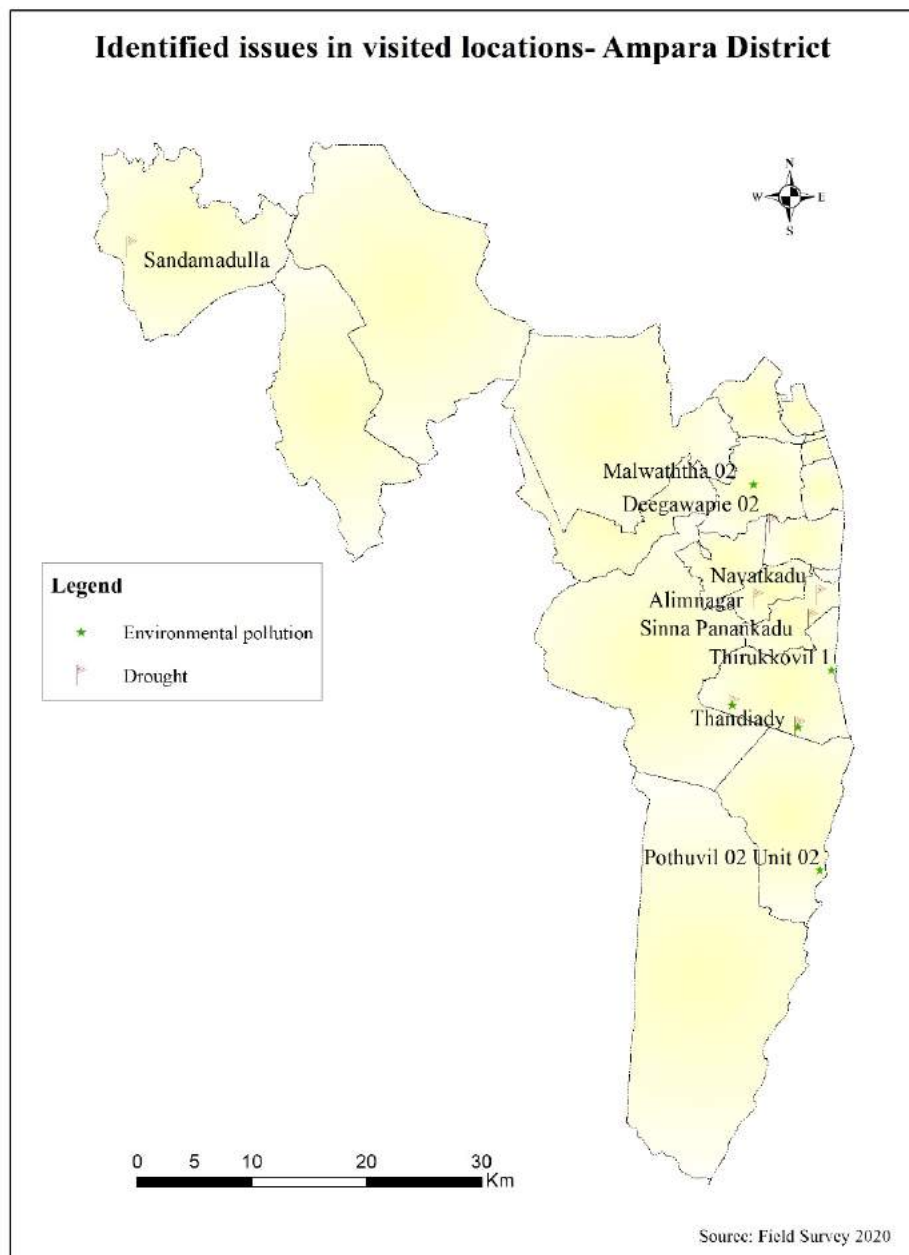 Identified issues in visited locations- Ampara District
N
W E
S
Sandamadulla
Malwaththa 02
Deegawapie 02
Navatkadu
Alimnagar
Sinna Panankadu
Thirukkovil 1
Thandiady
Pothuvil 02 Unit 02
Legend
Environmental pollution
Drought
0 5 10 20 30
Km
Source: Field Survey 2020